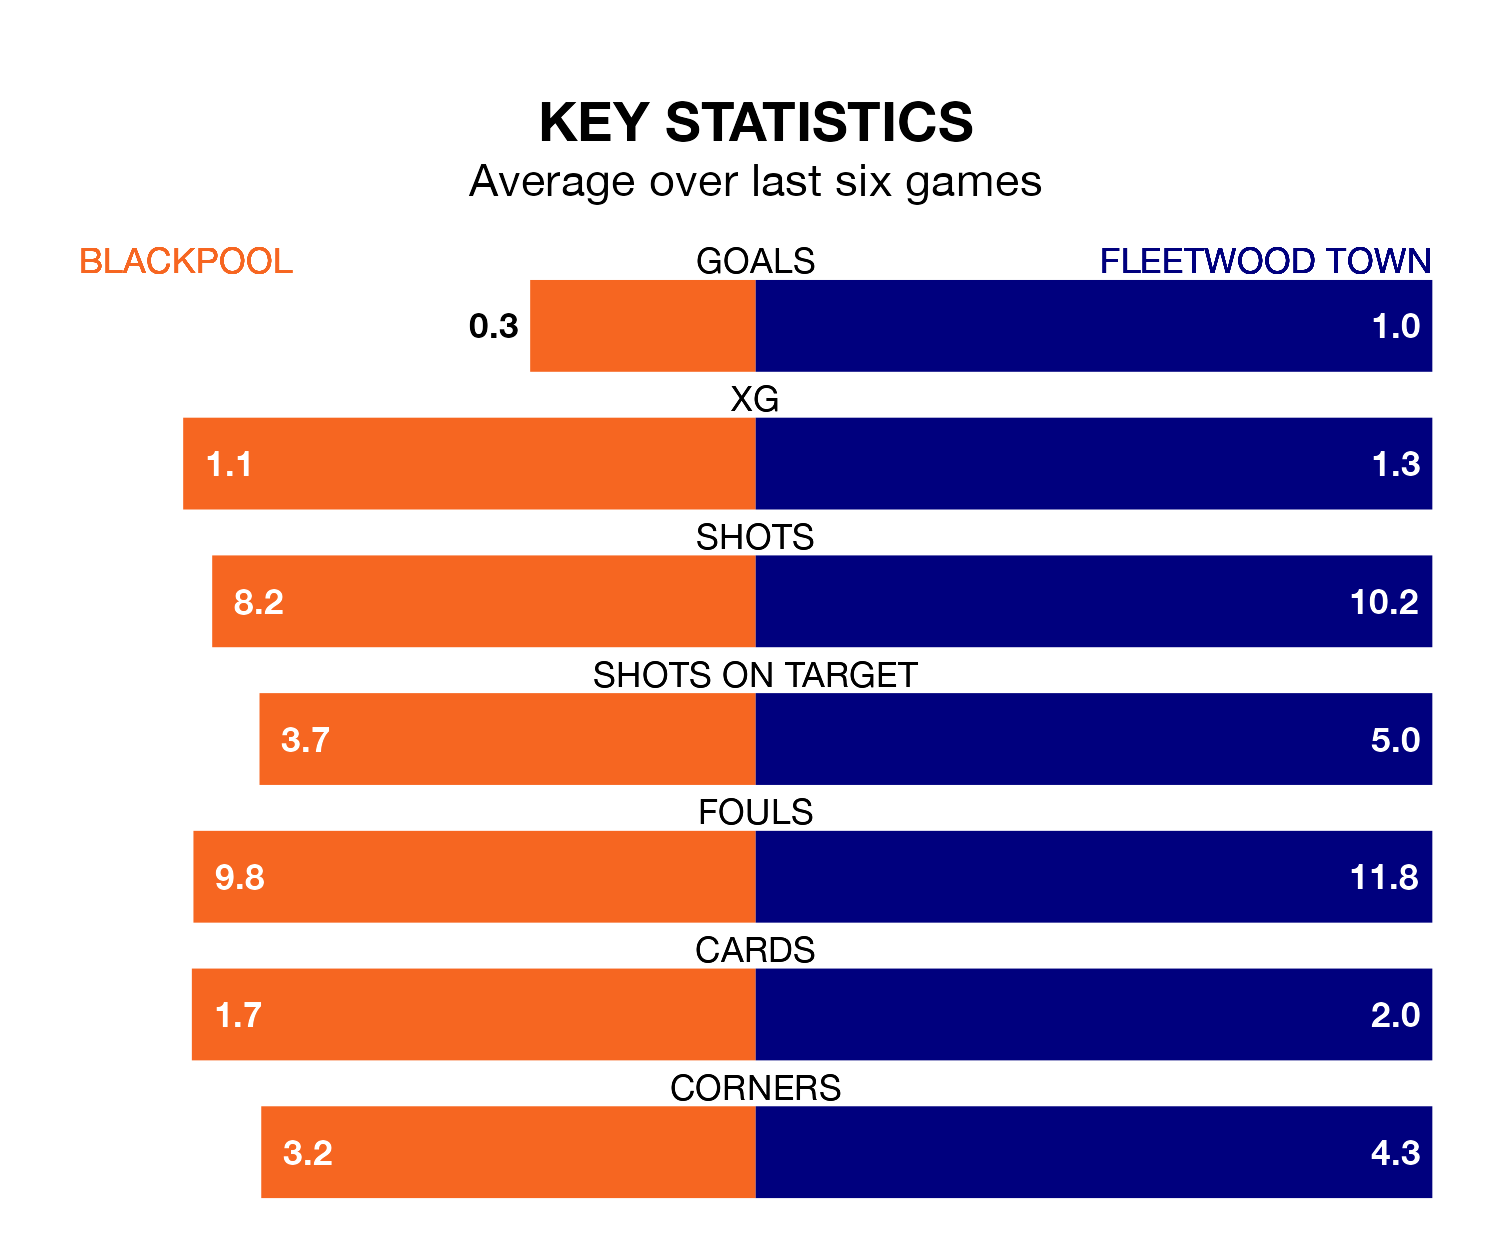 KEY STATISTICS
Average over last six games
BLACKPOOL GOALS FLEETWOOD TOWN
0.3 1.0
XG
1.1 1.3
SHOTS
8.2 10.2
SHOTS ON TARGET
3.7 5.0
FOULS
9.8 11.8
CARDS
1.7 2.0
CORNERS
3.2 4.3